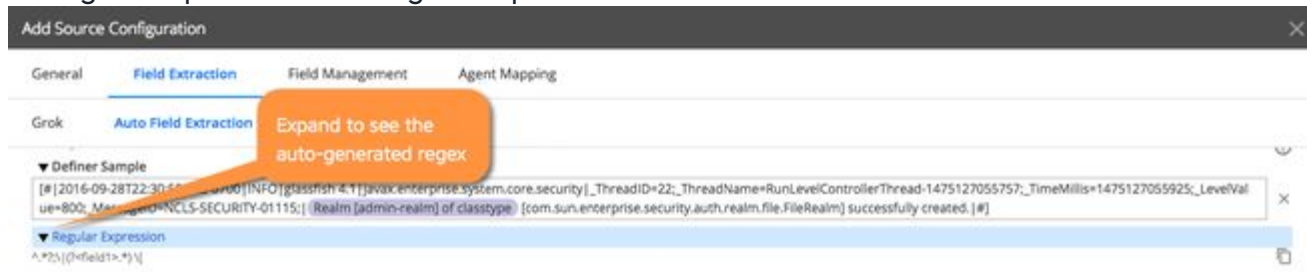 Add Source Configuration
General Field Extraction Field Management Agent Mapping
Grok Auto Field Extraction
Expand to see the
auto-generated regex
▼ Definer Sample
[#|2016-09-28T22:30: |INFO|glassfish 4.1|javax.enterprise.system.core.security|_ThreadID=22;_ThreadName=RunLevelControllerThread-1475127055757;_TimeMillis=1475127055925;_LevelVal
ue=800;_MessageID=NCLS-SECURITY-01115;| Realm [admin-realm] of classtype [com.sun.enterprise.security.auth.realm.file.FileRealm] successfully created.|#]
▼ Regular Expression
^.*?;\|(?<field1>.*) \[